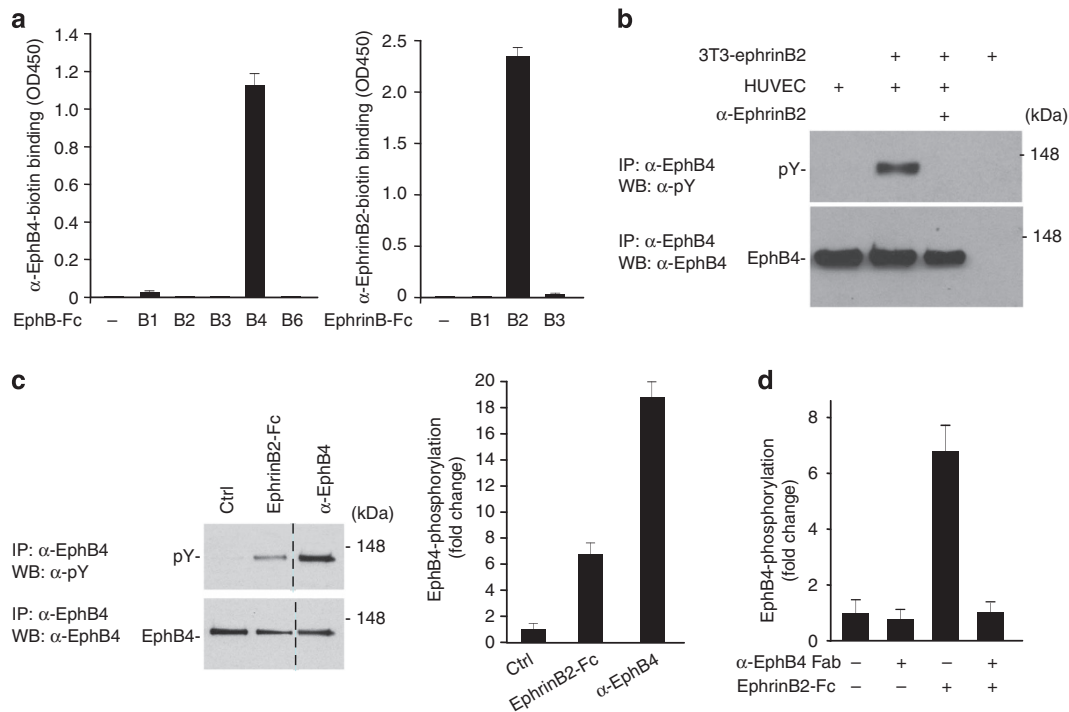 a
α-EphB4-biotin binding (OD450)
1.4
1.2
1.0
0.8
0.6
0.4
0.2
0
EphB-Fc – B1 B2 B3 B4 B6
α-EphrinB2-biotin binding (OD450)
2.5
2.0
1.5
1.0
0.5
0
EphrinB-Fc – B1 B2 B3
b
3T3-ephrinB2 + + +
HUVEC + + +
α-EphrinB2 + (kDa)
IP: α-EphB4
WB: α-pY
pY-
- 148
IP: α-EphB4
WB: α-EphB4
EphB4-
- 148
c
Ctrl
EphrinB2-Fc
α-EphB4
(kDa)
IP: α-EphB4
WB: α-pY
pY-
- 148
IP: α-EphB4
WB: α-EphB4
EphB4-
- 148
EphB4-phosphorylation
(fold change)
20
18
16
14
12
10
8
6
4
2
0
Ctrl
EphrinB2-Fc
α-EphB4
d
EphB4-phosphorylation
(fold change)
8
6
4
2
0
α-EphB4 Fab – + – +
EphrinB2-Fc – – + +